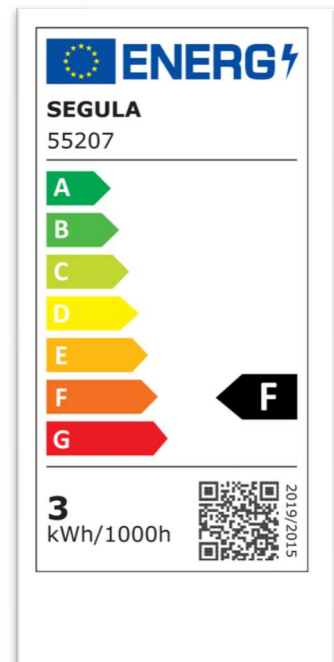 ENERG
SEGULA
55207
A
B
C
D
E
F
F
G
3
kWh/1000h
2019/2015